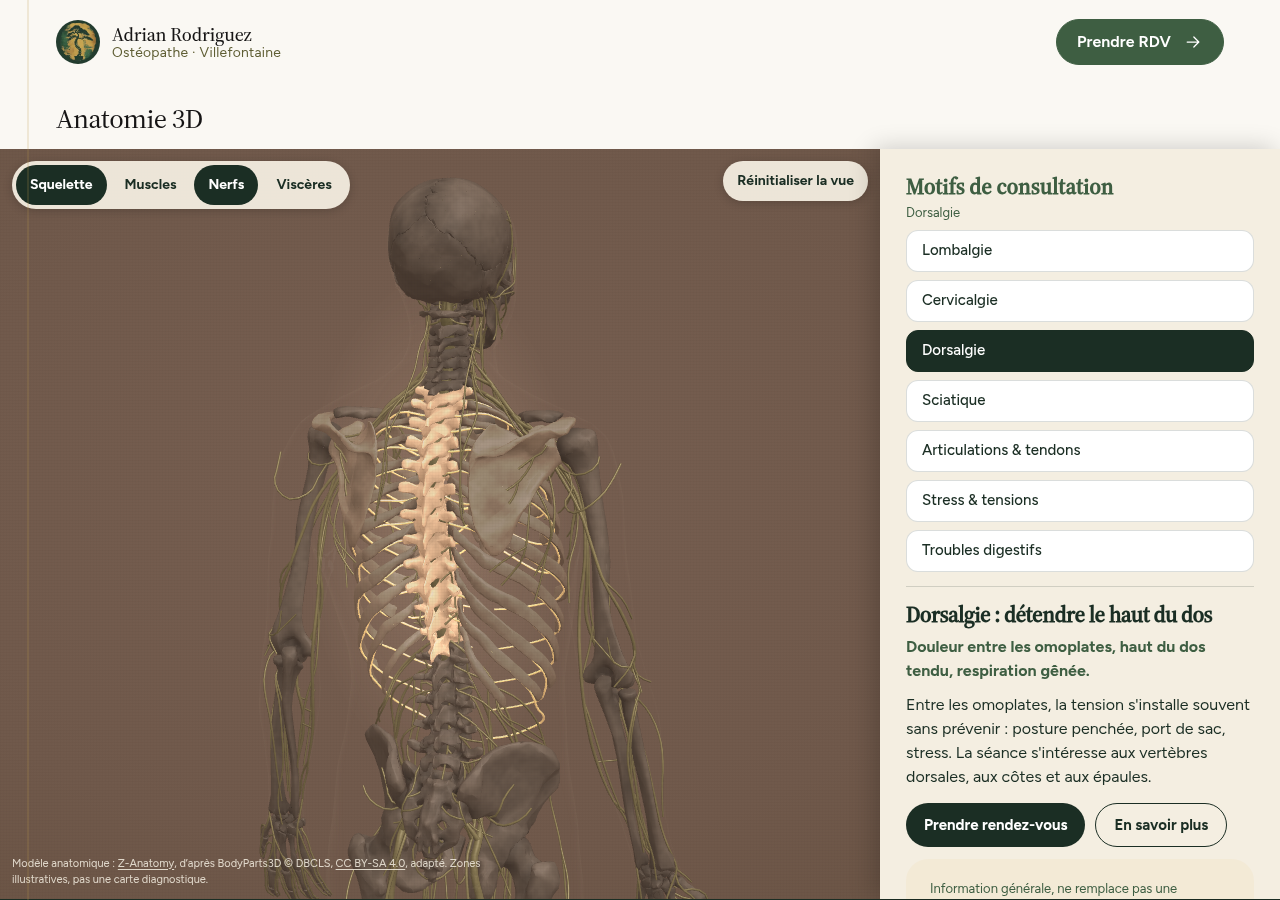 Adrian Rodriguez
Ostéopathe · Villefontaine
Prendre RDV →
Anatomie 3D
Squelette Muscles Nerfs Viscères
Réinitialiser la vue
Modèle anatomique : Z-Anatomy, d'après BodyParts3D © DBCLS, CC BY-SA 4.0, adapté. Zones
illustratives, pas une carte diagnostique.
Motifs de consultation
Dorsalgie
Lombalgie
Cervicalgie
Dorsalgie
Sciatique
Articulations & tendons
Stress & tensions
Troubles digestifs
Dorsalgie : détendre le haut du dos
Douleur entre les omoplates, haut du dos
tendu, respiration gênée.
Entre les omoplates, la tension s'installe souvent
sans prévenir : posture penchée, port de sac,
stress. La séance s'intéresse aux vertèbres
dorsales, aux côtes et aux épaules.
Prendre rendez-vous En savoir plus
Information générale, ne remplace pas une